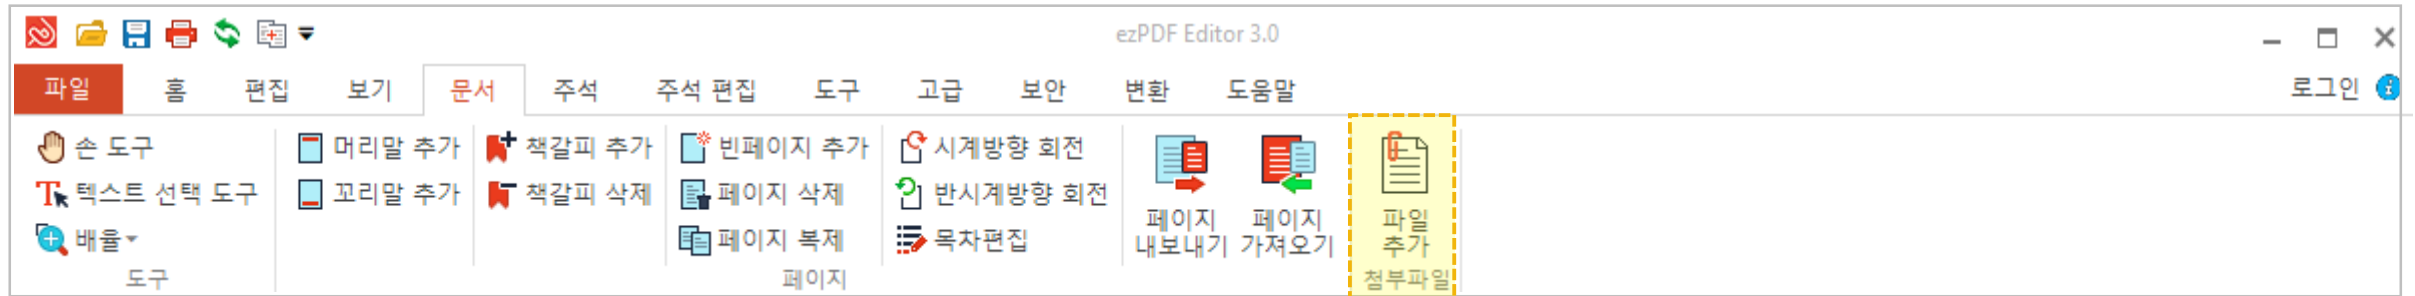 ezPDF Editor 3.0
파일 홈 편집 보기 문서 주석 주석 편집 도구 고급 보안 변환 도움말 로그인
손 도구
텍스트 선택 도구
배율
도구
머리말 추가
꼬리말 추가
책갈피 추가
책갈피 삭제
빈페이지 추가
페이지 삭제
페이지 복제
시계방향 회전
반시계방향 회전
목차편집
페이지
내보내기
페이지
가져오기
페이지
파일
추가
첨부파일